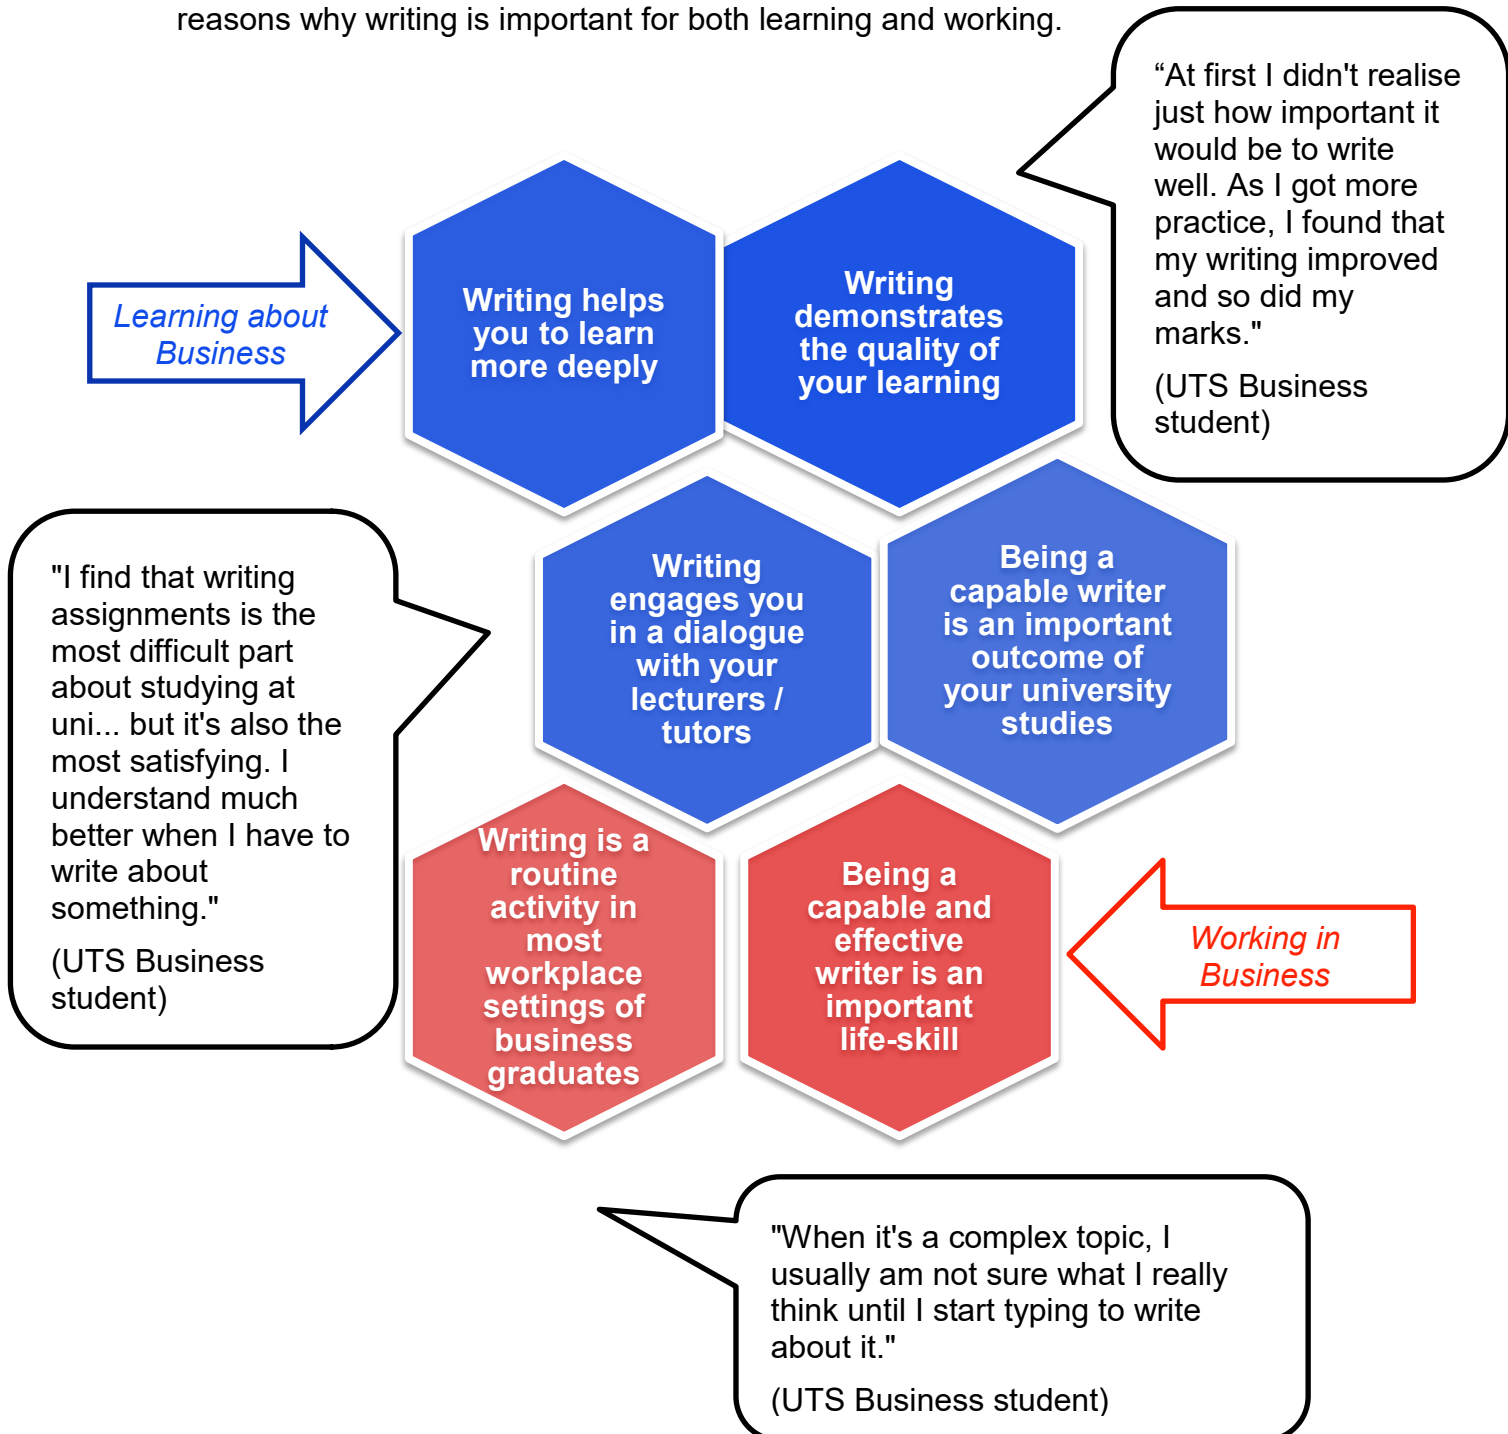 reasons why writing is important for both learning and working.
“At first I didn't realise
just how important it
would be to write
well. As I got more
practice, I found that
my writing improved
and so did my
marks."
(UTS Business
student)
Learning about
Business
Writing helps
you to learn
more deeply
Writing
demonstrates
the quality of
your learning
"I find that writing
assignments is the
most difficult part
about studying at
uni... but it's also the
most satisfying. I
understand much
better when I have to
write about
something."
(UTS Business
student)
Writing
engages you
in a dialogue
with your
lecturers /
tutors
Being a
capable writer
is an important
outcome of
your university
studies
Writing is a
routine
activity in
most
workplace
settings of
business
graduates
Being a
capable and
effective
writer is an
important
life-skill
Working in
Business
"When it's a complex topic, I
usually am not sure what I really
think until I start typing to write
about it."
(UTS Business student)